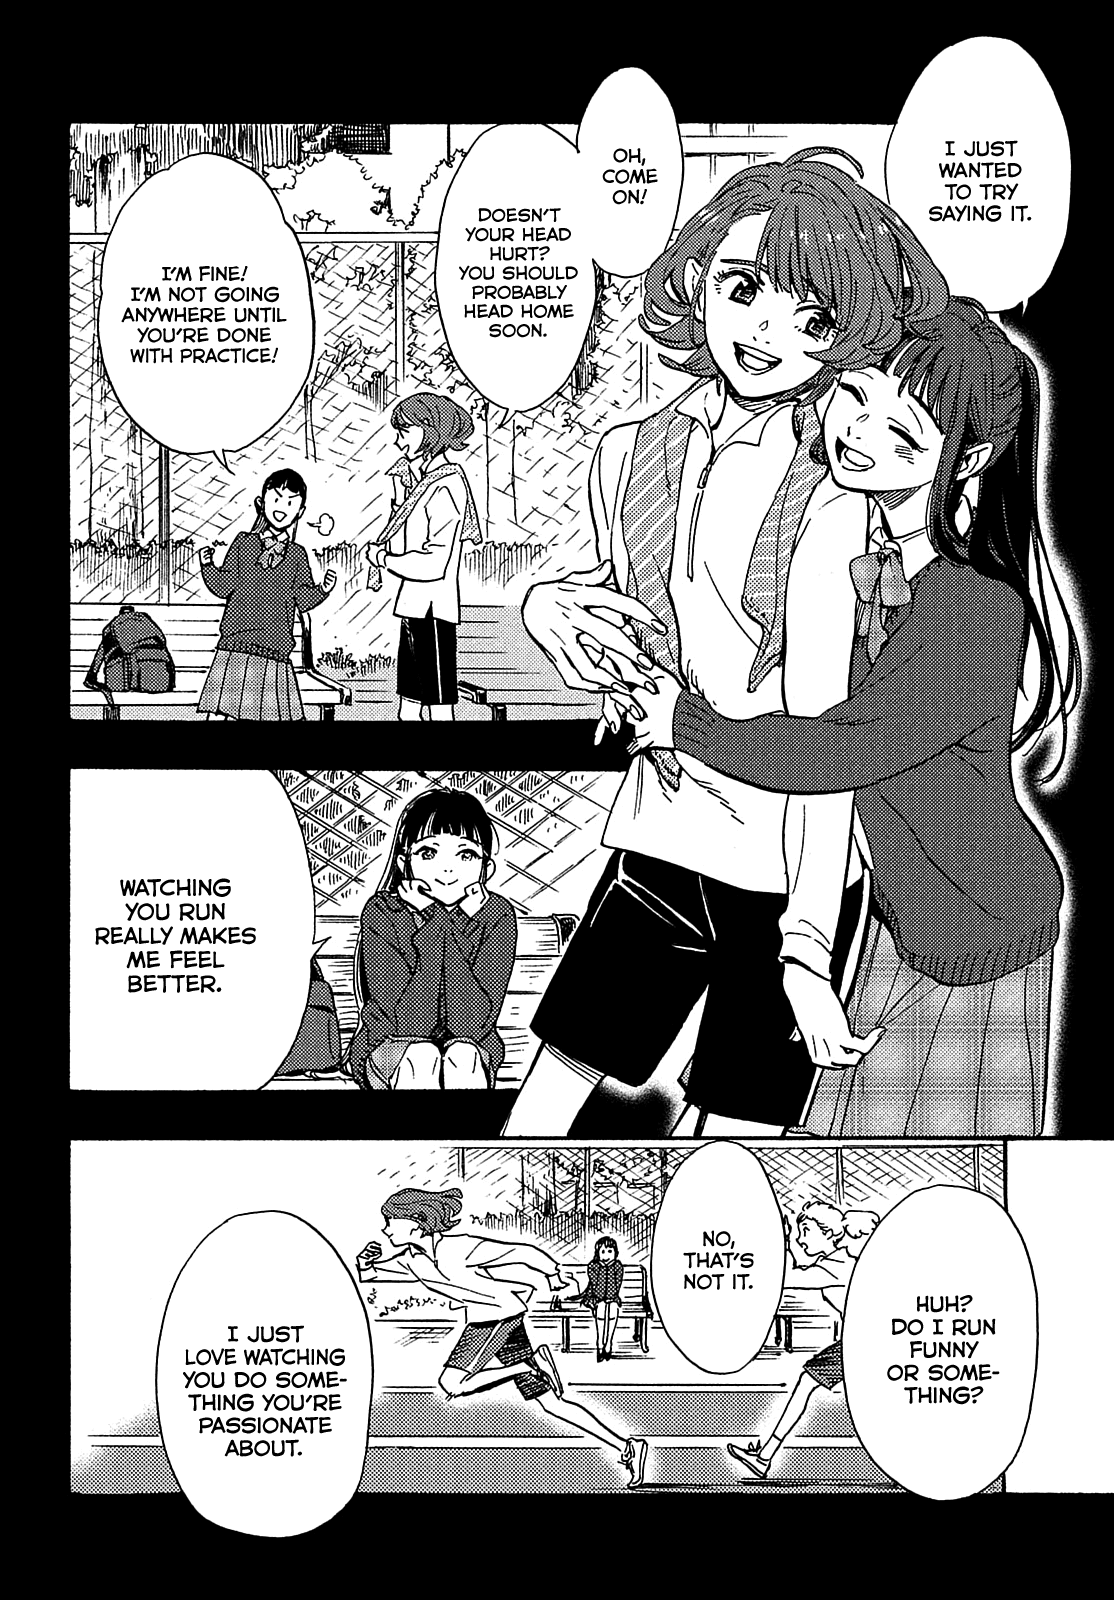 I JUST
WANTED
TO TRY
SAYING IT.
OH,
COME
ON!
DOESN'T
YOUR HEAD
HURT?
YOU SHOULD
PROBABLY
HEAD HOME
SOON.
I'M FINE!
I'M NOT GOING
ANYWHERE UNTIL
YOU'RE DONE
WITH PRACTICE!
WATCHING
YOU RUN
REALLY MAKES
ME FEEL
BETTER.
HUH?
DO I RUN
FUNNY
OR SOME-
THING?
NO,
THAT'S
NOT IT.
I JUST
LOVE WATCHING
YOU DO SOME-
THING YOU'RE
PASSIONATE
ABOUT.